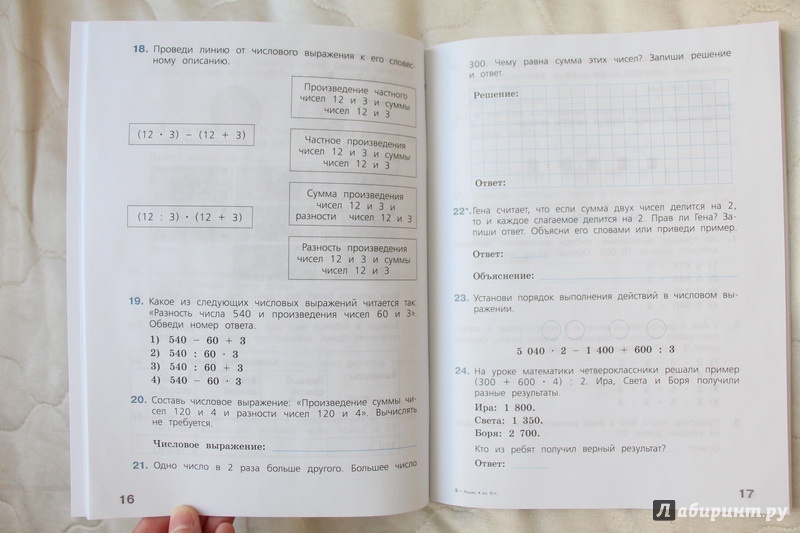 18. Проведи линию от числового выражения к его словес-
ному описанию.
(12 · 3) − (12 + 3)
(12 : 3) · (12 + 3)
Произведение частного
чисел 12 и 3 и суммы
чисел 12 и 3
Частное произведения
чисел 12 и 3 и суммы
чисел 12 и 3
Сумма произведения
чисел 12 и 3 и
разности чисел 12 и 3
Разность произведения
чисел 12 и 3 и суммы
чисел 12 и 3
19. Какое из следующих числовых выражений читается так:
«Разность числа 540 и произведения чисел 60 и 3».
Обведи номер ответа.
1) 540 − 60 + 3
2) 540 : 60 · 3
3) 540 : 60 + 3
4) 540 − 60 · 3
20. Составь числовое выражение: «Произведение суммы чи-
сел 120 и 4 и разности чисел 120 и 4». Вычислять
не требуется.
Числовое выражение:
21. Одно число в 2 раза больше другого. Большее число
16
300. Чему равна сумма этих чисел? Запиши решение
и ответ.
Решение:
Ответ:
22*. Гена считает, что если сумма двух чисел делится на 2,
то и каждое слагаемое делится на 2. Прав ли Гена? За-
пиши ответ. Объясни его словами или приведи пример.
Ответ:
Объяснение:
23. Установи порядок выполнения действий в числовом вы-
ражении.
5 040 · 2 − 1 400 + 600 : 3
24. На уроке математики четвероклассники решали пример
(300 + 600 · 4) : 2. Ира, Света и Боря получили
разные результаты.
Ира: 1 800.
Света: 1 350.
Боря: 2 700.
Кто из ребят получил верный результат?
Ответ:
17
Лабиринт.ру